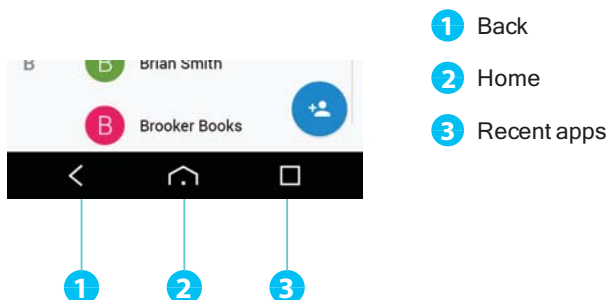 B
B
Brian Smith
B
Brooker Books
1
2
3
1 Back
2 Home
3 Recent apps